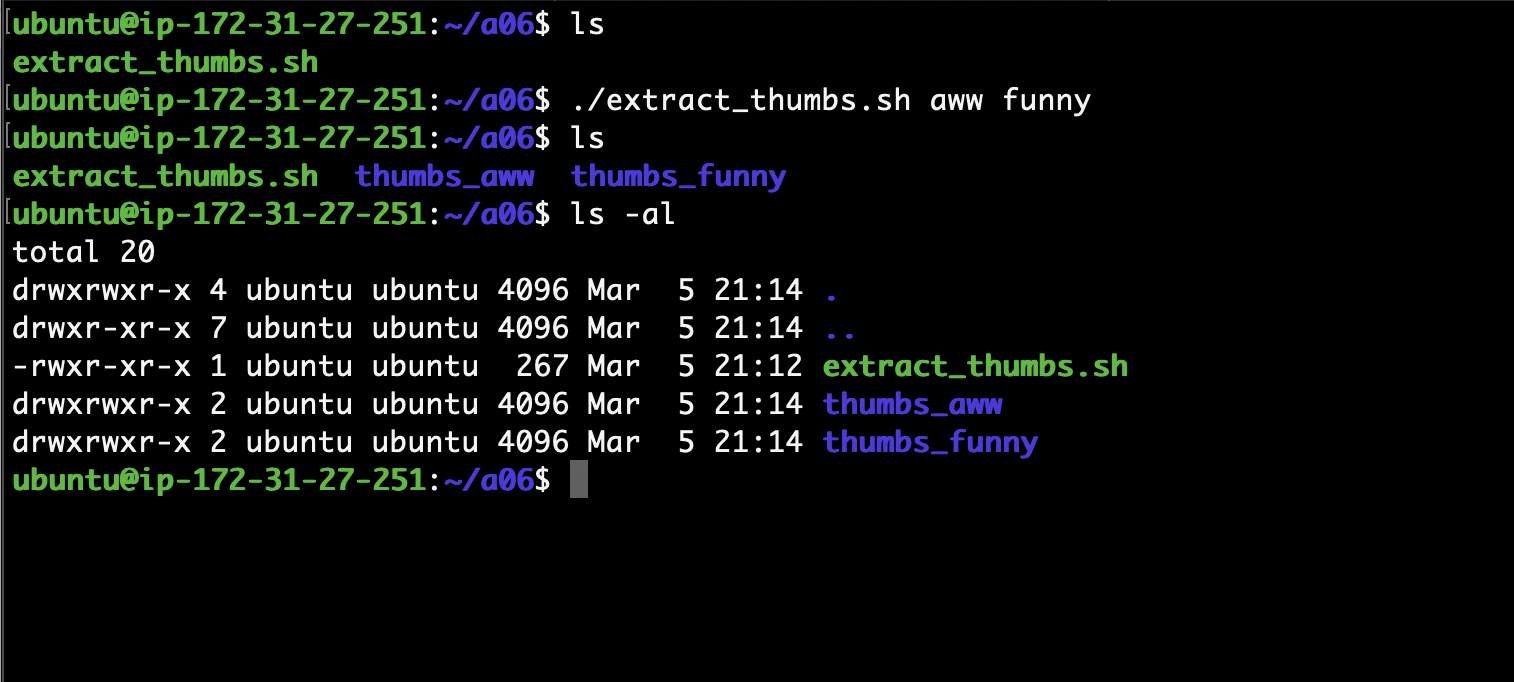 [ubuntu@ip-172-31-27-251:~/a06$ ls
extract_thumbs.sh
[ubuntu@ip-172-31-27-251:~/a06$ ./extract_thumbs.sh aww funny
[ubuntu@ip-172-31-27-251:~/a06$ ls
extract_thumbs.sh  thumbs_aww  thumbs_funny
[ubuntu@ip-172-31-27-251:~/a06$ ls -al
total 20
drwxrwxr-x 4 ubuntu ubuntu 4096 Mar  5 21:14 .
drwxr-xr-x 7 ubuntu ubuntu 4096 Mar  5 21:14 ..
-rwxr-xr-x 1 ubuntu ubuntu  267 Mar  5 21:12 extract_thumbs.sh
drwxrwxr-x 2 ubuntu ubuntu 4096 Mar  5 21:14 thumbs_aww
drwxrwxr-x 2 ubuntu ubuntu 4096 Mar  5 21:14 thumbs_funny
ubuntu@ip-172-31-27-251:~/a06$